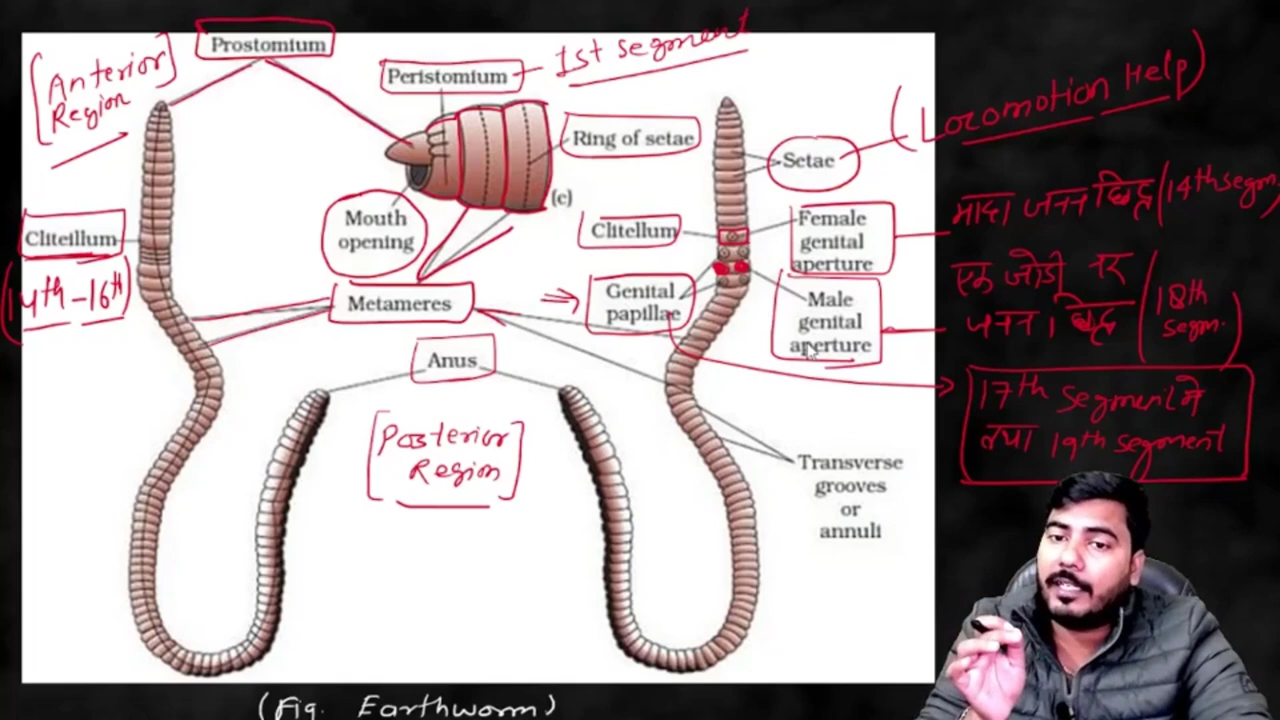 Prostomium
[Anterior
Region]
Peristomium
1st segment
Ring of setae
(c)
Mouth
opening
Cliteillum
(14th-16th)
Metameres
Anus
[Posterior
Region]
Setae
(Locomotion Help)
Clitellum
Female
genital
aperture
मादा जनन छिद्र/14th segm.
Genital
papillae
Male
genital
aperture
एक जोडी नर
जनन छिद्र
(18th
segm.)
17th segment में
तथा 19th segment
Transverse
grooves
or
annuli
(Fig. Earthworm)